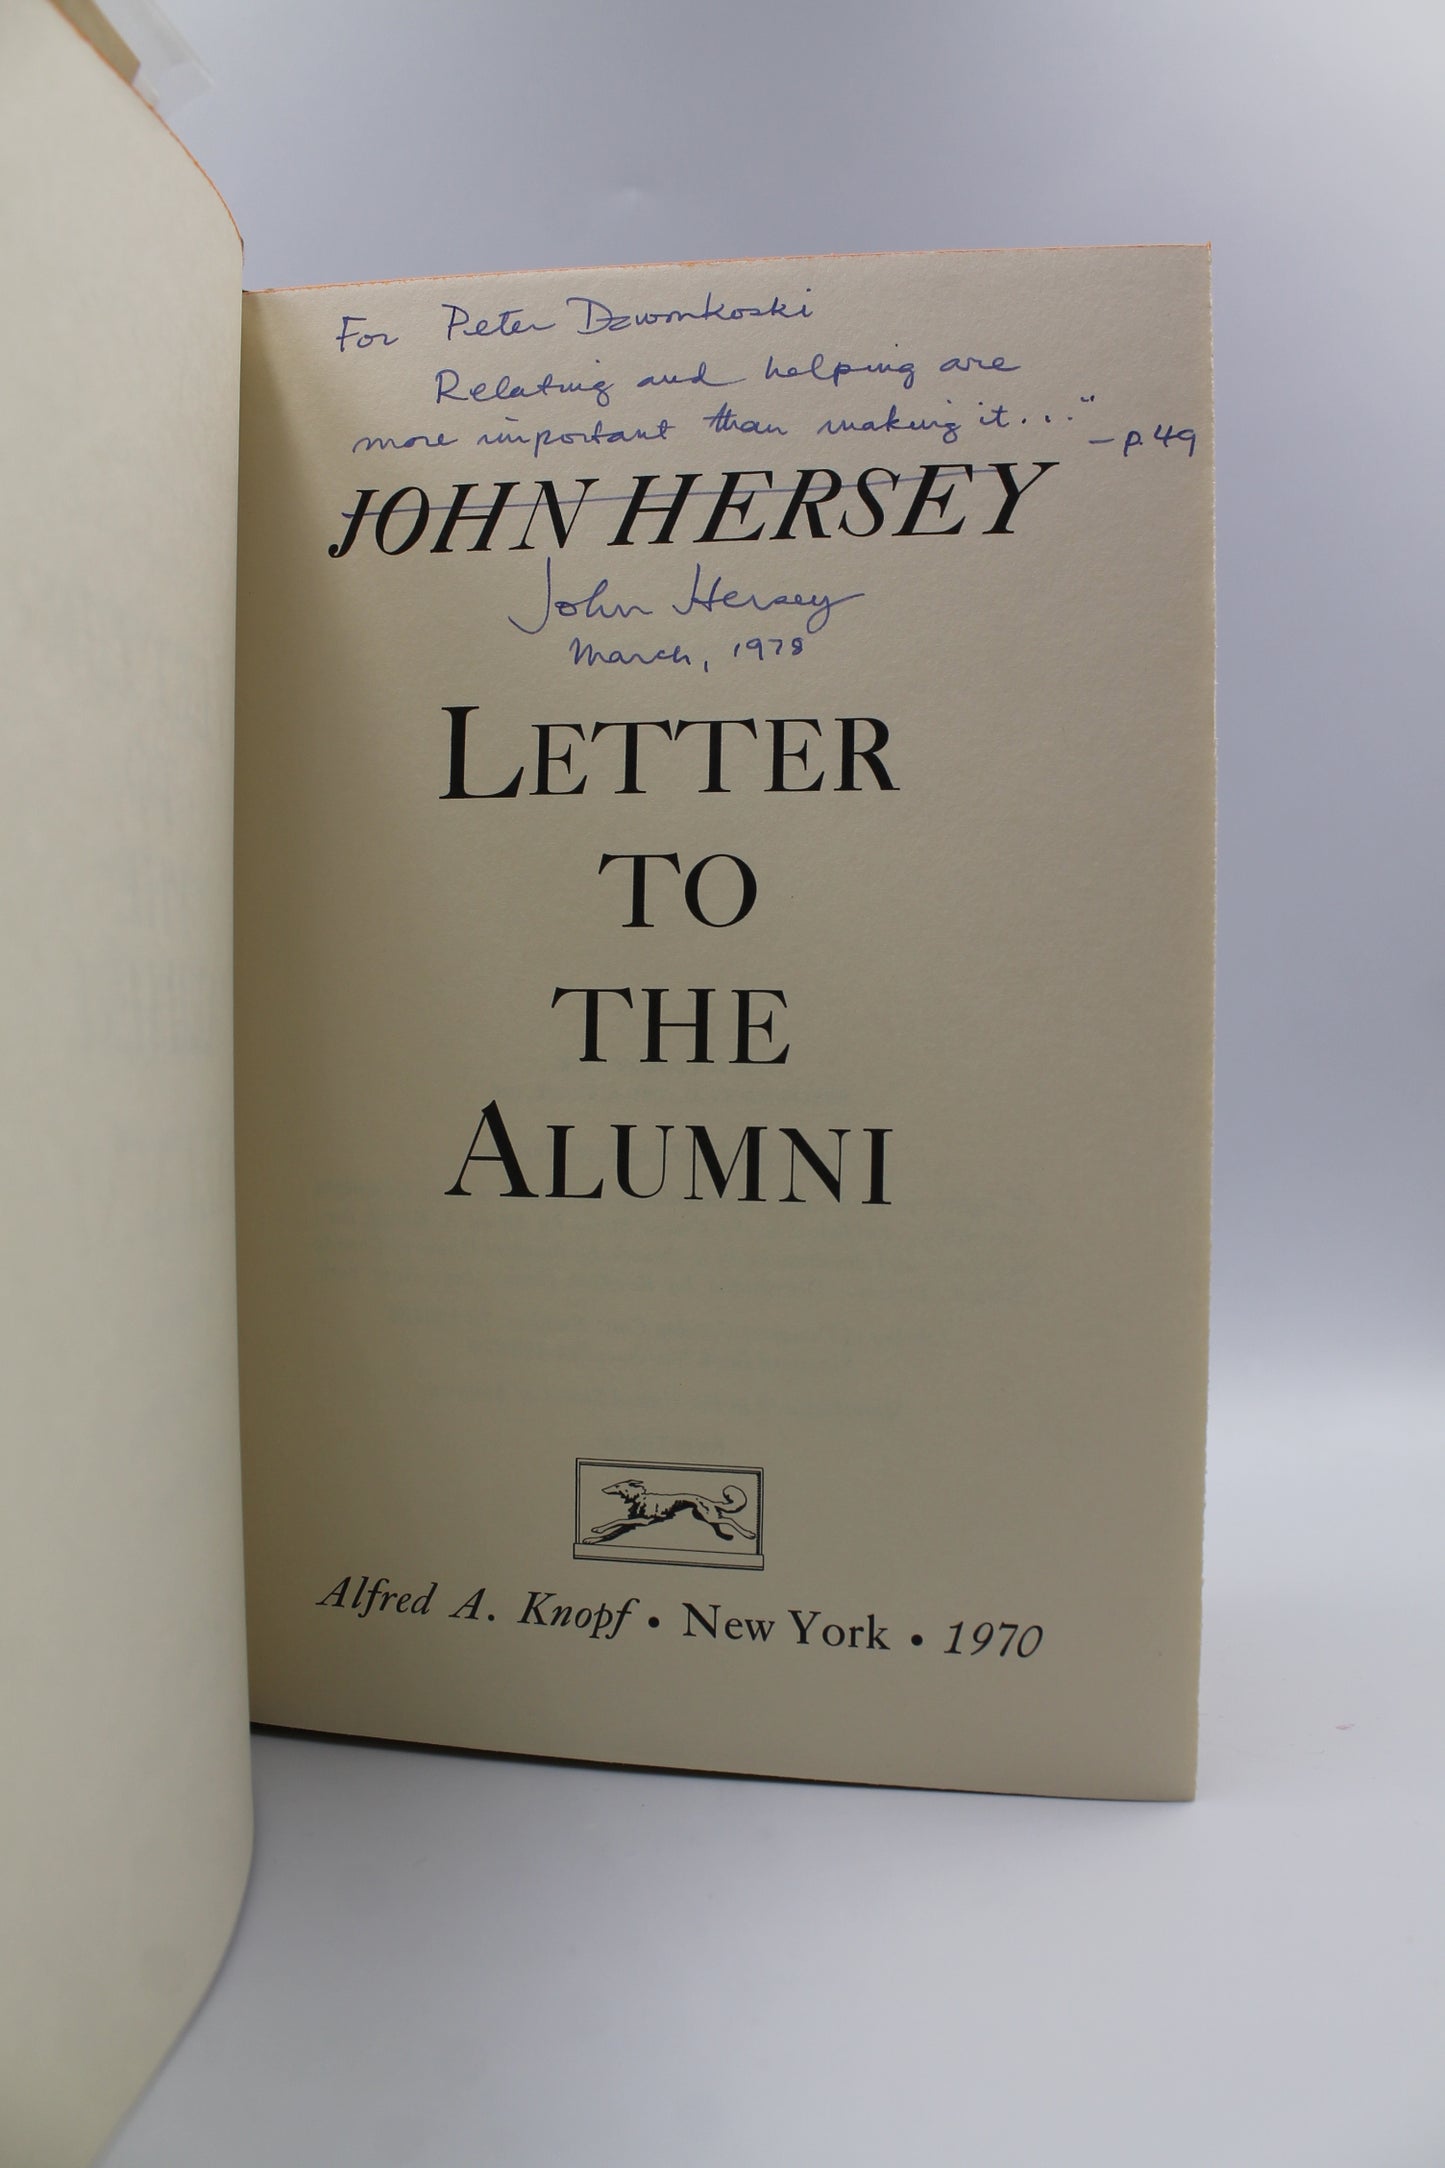 For Peter Dzwonkoski
Relating and helping are
more important than making it . . ."
— p. 49
JOHN HERSEY
John Hersey
March, 1978
LETTER
TO
THE
ALUMNI
Alfred A. Knopf • New York • 1970